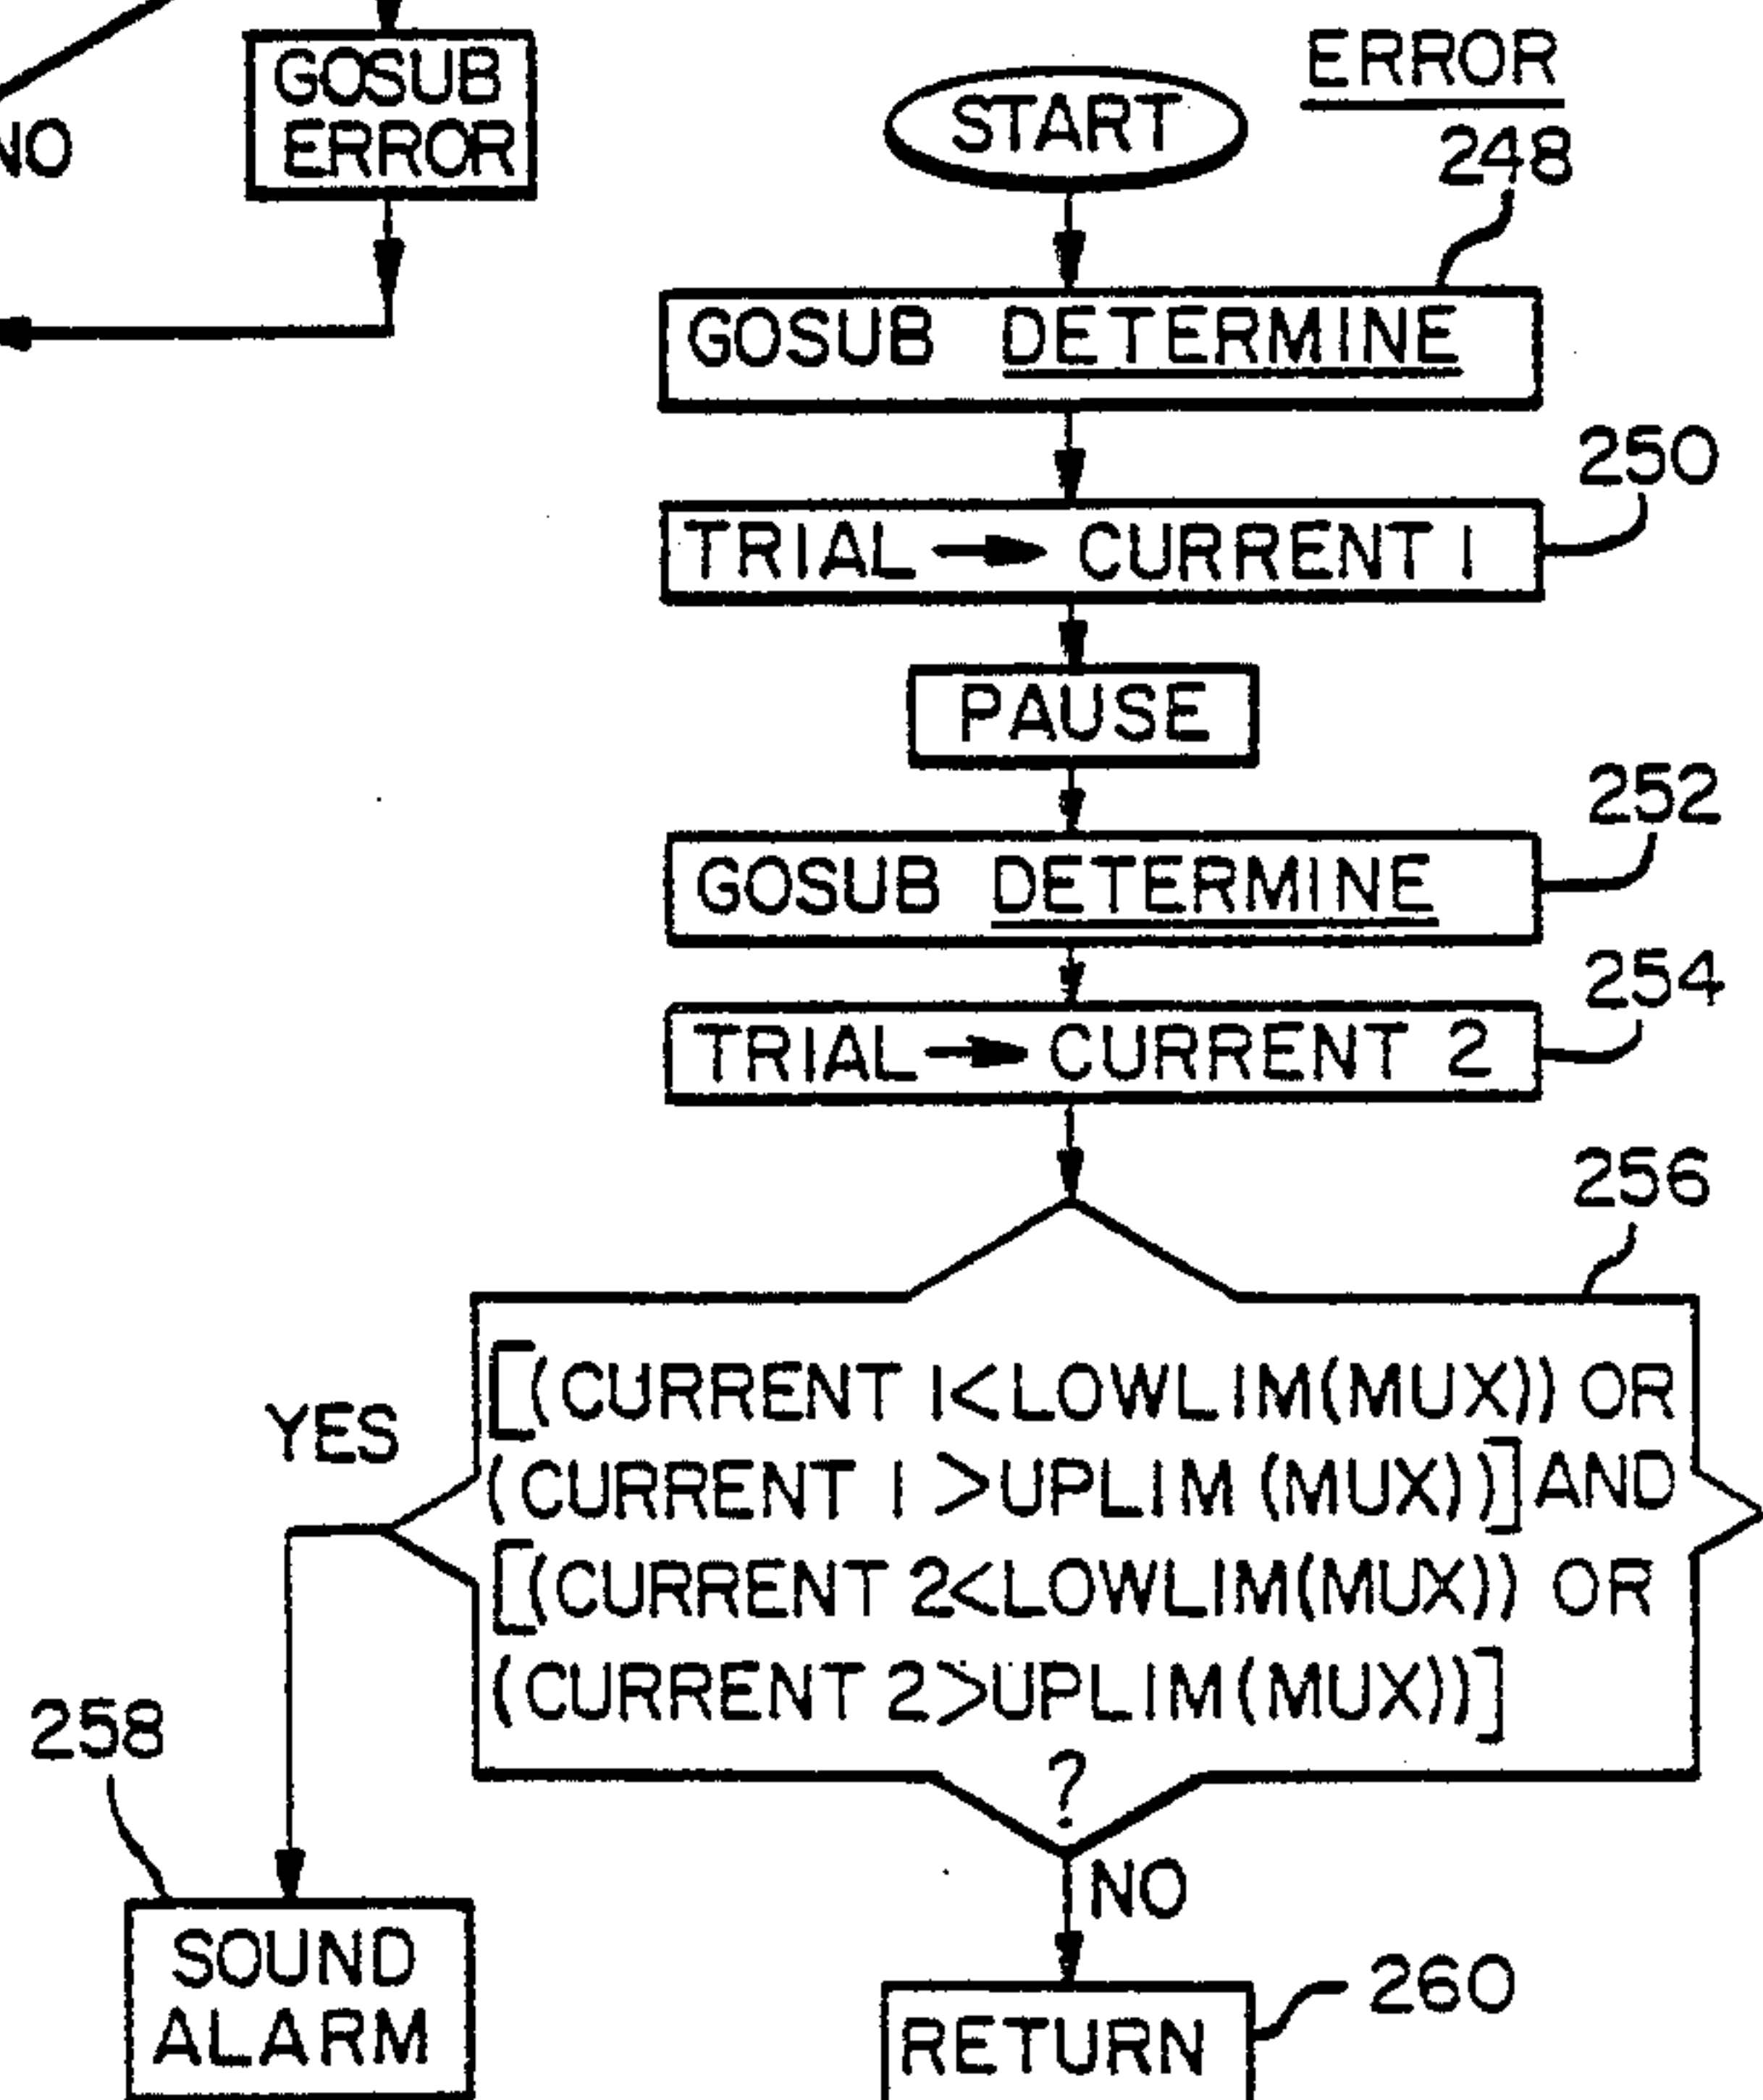 GOSUB
ERROR
NO
ERROR
START
248
GOSUB DETERMINE
250
TRIAL → CURRENT 1
PAUSE
252
GOSUB DETERMINE
254
TRIAL → CURRENT 2
256
[(CURRENT 1<LOWLIM(MUX)) OR
(CURRENT 1 >UPLIM (MUX))] AND
[(CURRENT 2<LOWLIM(MUX)) OR
(CURRENT 2>UPLIM(MUX))]
?
YES
NO
258
SOUND
ALARM
260
RETURN